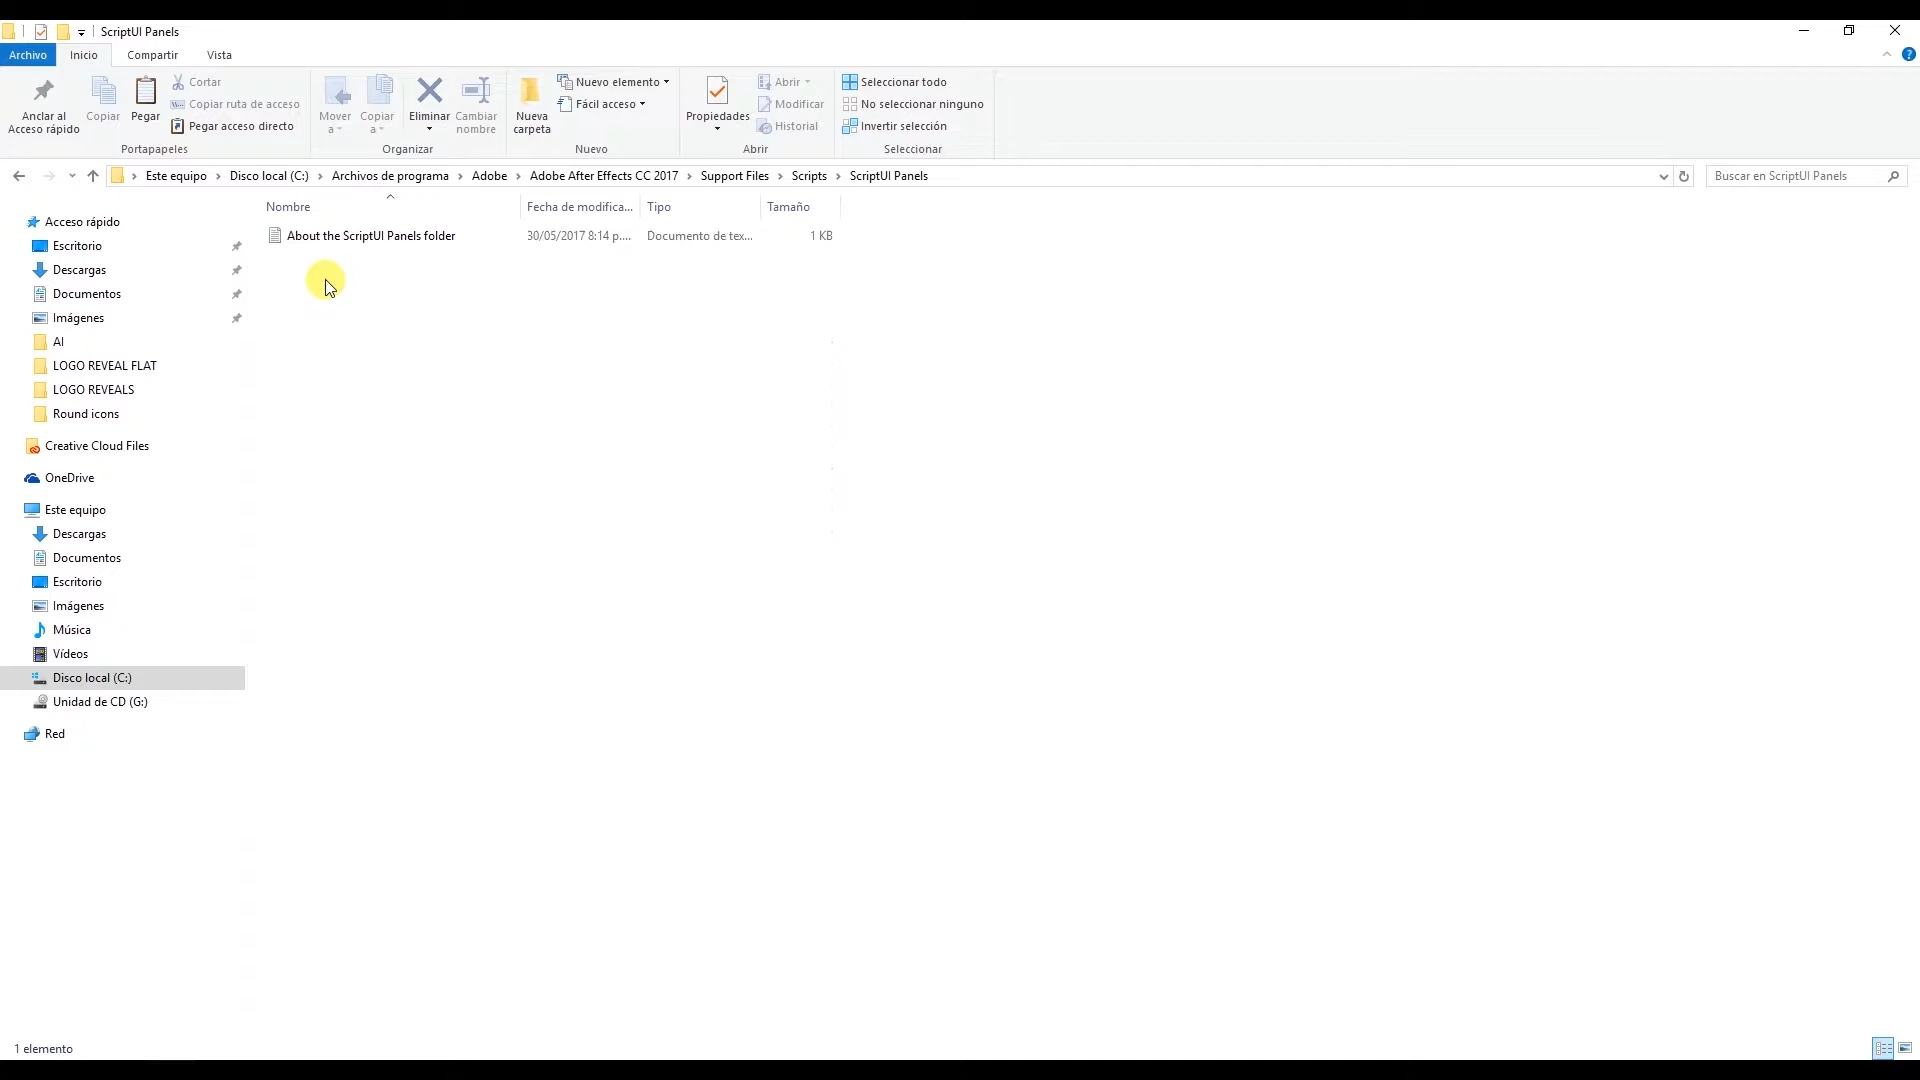 ScriptUI Panels
Archivo Inicio Compartir Vista
Anclar al Acceso rápido
Copiar
Pegar
Cortar
Copiar ruta de acceso
Pegar acceso directo
Portapapeles
Mover a
Copiar a
Eliminar
Cambiar nombre
Organizar
Nueva carpeta
Nuevo elemento
Fácil acceso
Nuevo
Propiedades
Abrir
Modificar
Historial
Abrir
Seleccionar todo
No seleccionar ninguno
Invertir selección
Seleccionar
Este equipo > Disco local (C:) > Archivos de programa > Adobe > Adobe After Effects CC 2017 > Support Files > Scripts > ScriptUI Panels
Buscar en ScriptUI Panels
Nombre Fecha de modifica... Tipo Tamaño
About the ScriptUI Panels folder 30/05/2017 8:14 p.... Documento de tex... 1 KB
Acceso rápido
Escritorio
Descargas
Documentos
Imágenes
AI
LOGO REVEAL FLAT
LOGO REVEALS
Round icons
Creative Cloud Files
OneDrive
Este equipo
Descargas
Documentos
Escritorio
Imágenes
Música
Vídeos
Disco local (C:)
Unidad de CD (G:)
Red
1 elemento